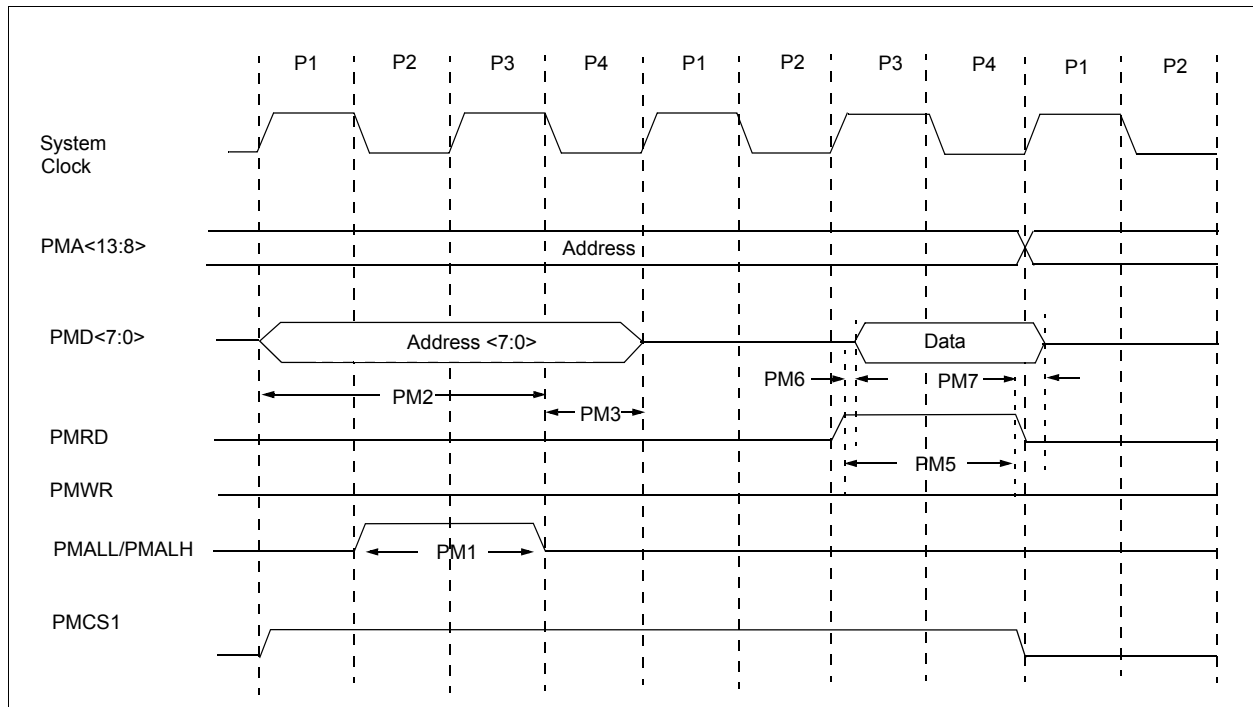 P1 P2 P3 P4 P1 P2 P3 P4 P1 P2
System
Clock
PMA<13:8>
Address
PMD<7:0>
Address <7:0>
Data
PM6
PM7
PM2
PM3
PMRD
PM5
PMWR
PMALL/PMALH
PM1
PMCS1